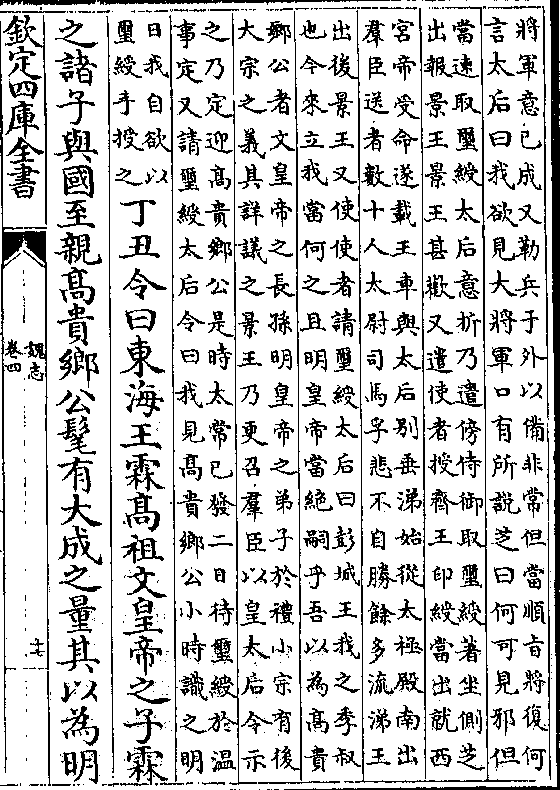 將軍意已成又勒兵于外以備非常但當順旨將復何
言太后曰我欲見大將軍口有所說芝曰何可見邪但
當速取璽綬太后意折乃遣傍侍御取璽綬著坐側芝
出報景王景王甚歡又遣使者授齊王印綬當出就西
宮帝受命遂載王車與太后别垂涕始從太極殿南出
羣臣送者數十人太尉司馬孚悲不自勝餘多流涕王
出後景王又使使者請璽綬太后曰彭城王我之季叔
也今來立我當何之且明皇帝當絶嗣乎吾以為高貴
鄉公者文皇帝之長孫明皇帝之弟子於禮小宗有後
大宗之義其詳議之景王乃更召羣臣以皇太后令示
之乃定迎高貴鄉公是時太常已發二日待璽綬於温
事定又請璽綬太后令曰我見高貴鄉公小時識之明
日我自欲以
璽綬手授之
丁丑令曰東海王霖高祖文皇帝之子霖
之諸子與國至親高貴鄉公髦有大成之量其以為明
欽定四庫全書
魏志
卷四
十七